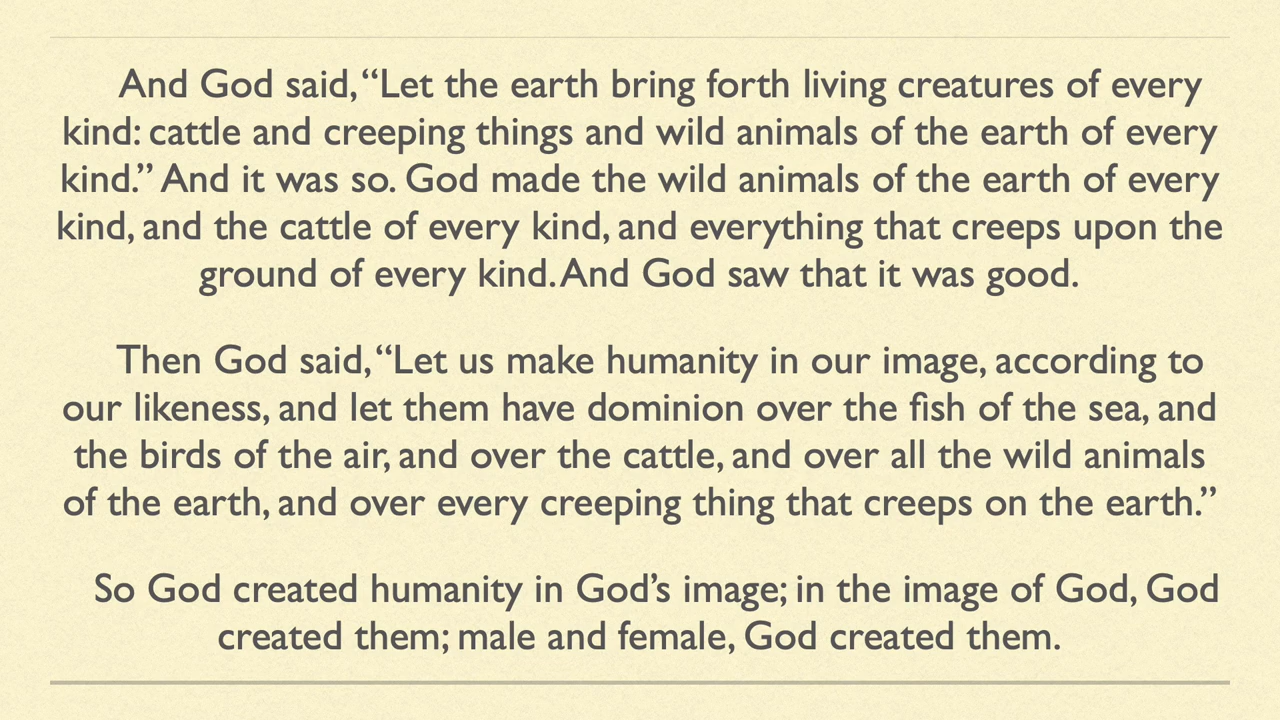 And God said, “Let the earth bring forth living creatures of every
kind: cattle and creeping things and wild animals of the earth of every
kind.” And it was so. God made the wild animals of the earth of every
kind, and the cattle of every kind, and everything that creeps upon the
ground of every kind. And God saw that it was good.
Then God said, “Let us make humanity in our image, according to
our likeness, and let them have dominion over the fish of the sea, and
the birds of the air, and over the cattle, and over all the wild animals
of the earth, and over every creeping thing that creeps on the earth.”
So God created humanity in God’s image; in the image of God, God
created them; male and female, God created them.